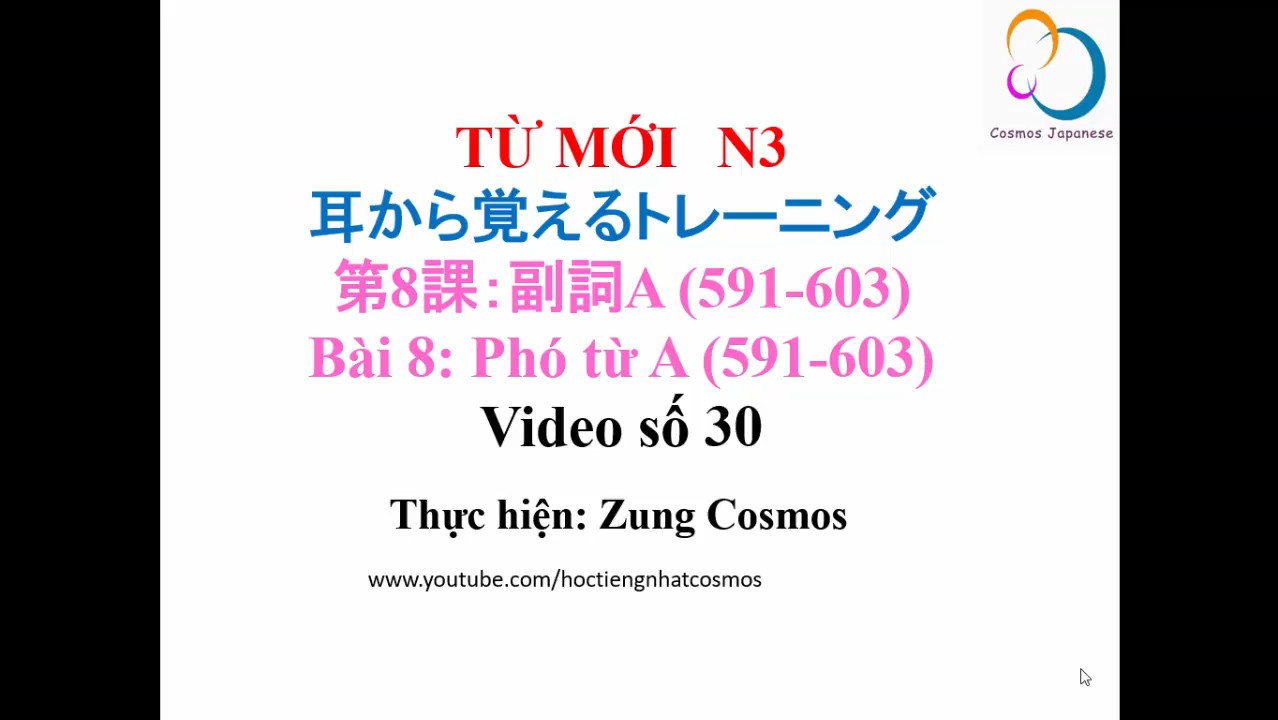 Cosmos Japanese
TỪ MỚI N3
耳から覚えるトレーニング
第8課：副詞A (591-603)
Bài 8: Phó từ A (591-603)
Video số 30
Thực hiện: Zung Cosmos
www.youtube.com/hoctiengnhatcosmos